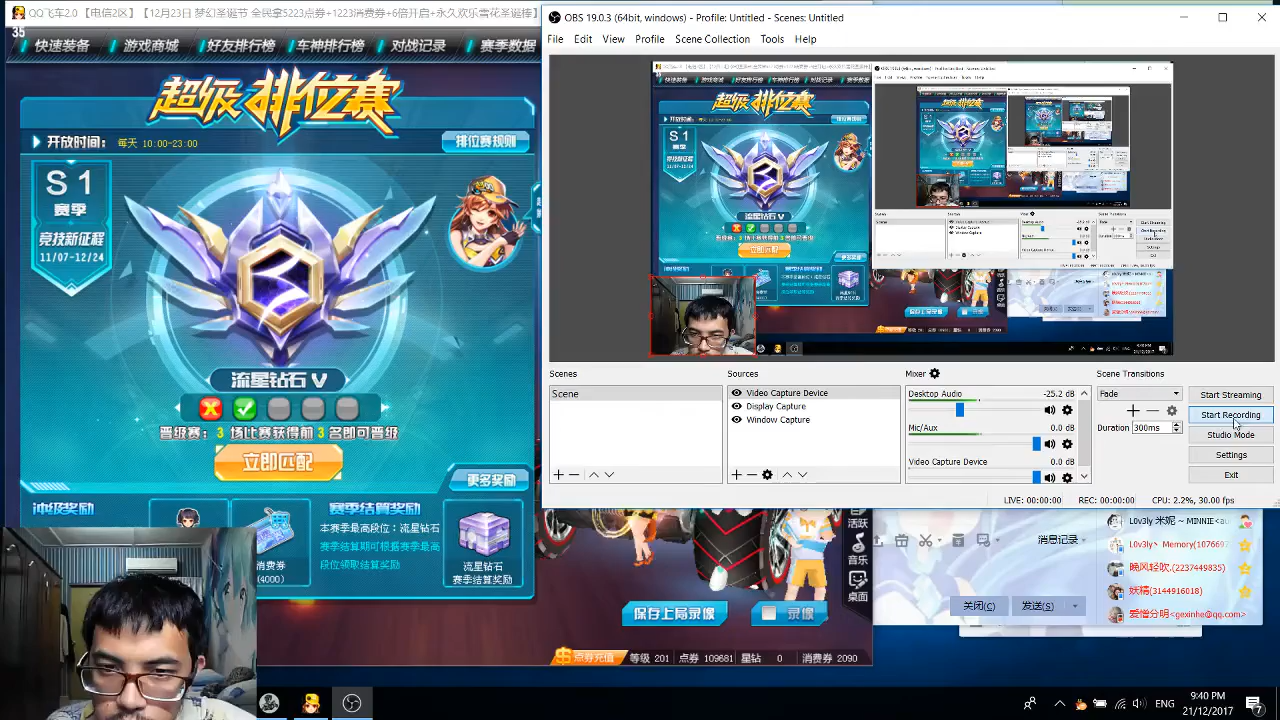 QQ飞车2.0 【电信2区】【12月23日 梦幻圣诞节 全民拿5223点券+1223消费券+6倍开启+永久欢乐雪花圣诞棒】
35
快速装备 / 游戏商城 / 好友排行榜 / 车神排行榜 / 对战记录 / 赛季数据
超级排位赛
开放时间: 每天 10:00-23:00
排位赛规则
S1
赛季
竞技新征程
流星钻石 V
晋级赛: 3 场比赛获得前 3 名即可晋级
立即匹配
更多奖励
冲级奖励
消费券
(4000)
赛季结算奖励
本赛季最高段位:流星钻石
赛季结算期可根据赛季最高
段位领取结算奖励
流星钻石
赛季结算奖励
活跃
音乐
桌面
保存上局录像
录像
点券充值 等级 201 点券 109681 星钻 0 消费券 2090
OBS 19.0.3 (64bit, windows) - Profile: Untitled - Scenes: Untitled
File Edit View Profile Scene Collection Tools Help
Scenes
Scene
Sources
Video Capture Device
Display Capture
Window Capture
Mixer
Desktop Audio -25.2 dB
Mic/Aux 0.0 dB
Video Capture Device 0.0 dB
Scene Transitions
Fade
Duration 300ms
Start Streaming
Start Recording
Studio Mode
Settings
Exit
LIVE: 00:00:00 REC: 00:00:00 CPU: 2.2%, 30.00 fps
消息记录
关闭(C) 发送(S)
L0v3ly 米妮 ~ MINNIE<au
L0v3ly丶 Memory(107669
晚风轻吹.(2237449835)
妖精(3144916018)
爱憎分明<gexinhe@qq.com>
ENG
9:40 PM
21/12/2017
7